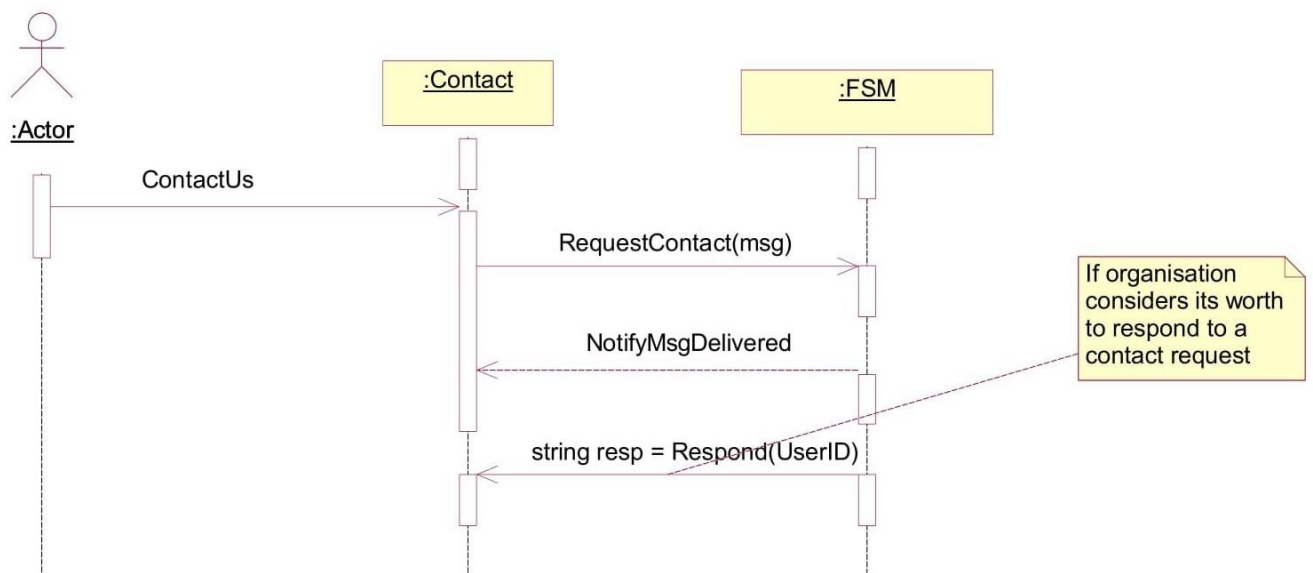 :Actor
:Contact
:FSM
ContactUs
RequestContact(msg)
If organisation
considers its worth
to respond to a
contact request
NotifyMsgDelivered
string resp = Respond(UserID)